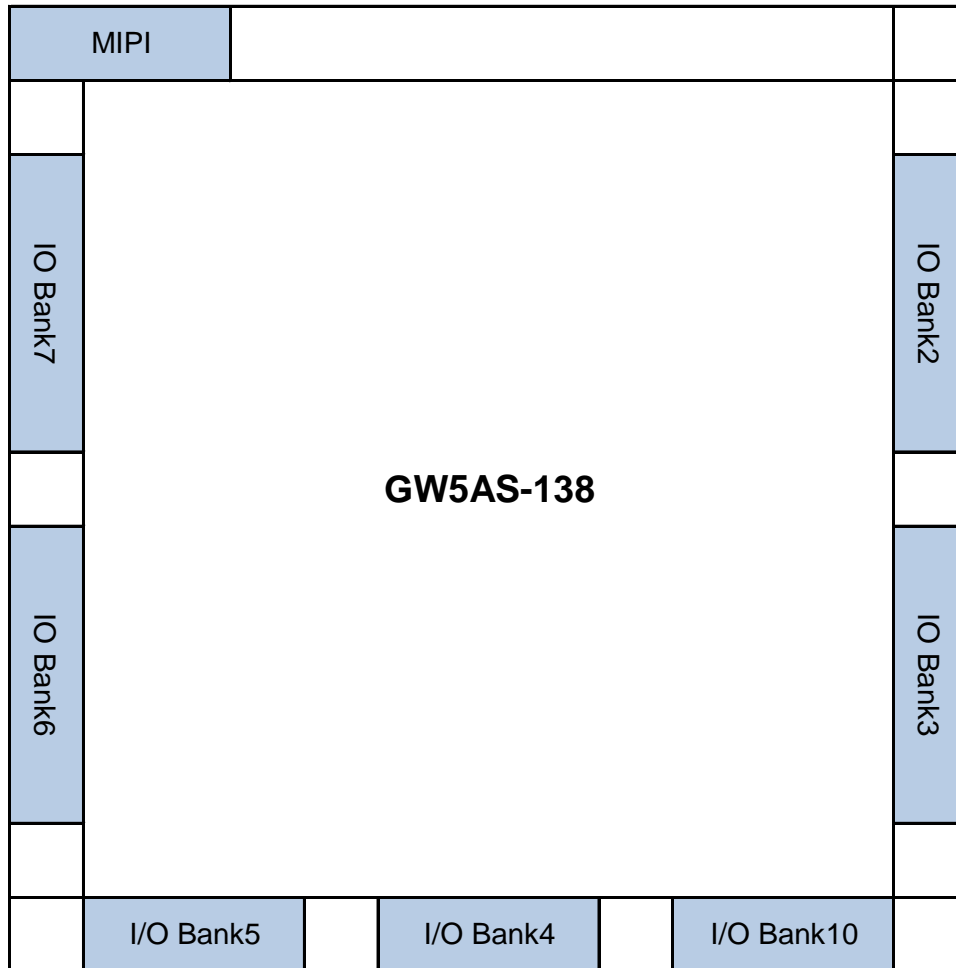 MIPI
IO Bank7
IO Bank2
GW5AS-138
IO Bank6
IO Bank3
I/O Bank5
I/O Bank4
I/O Bank10